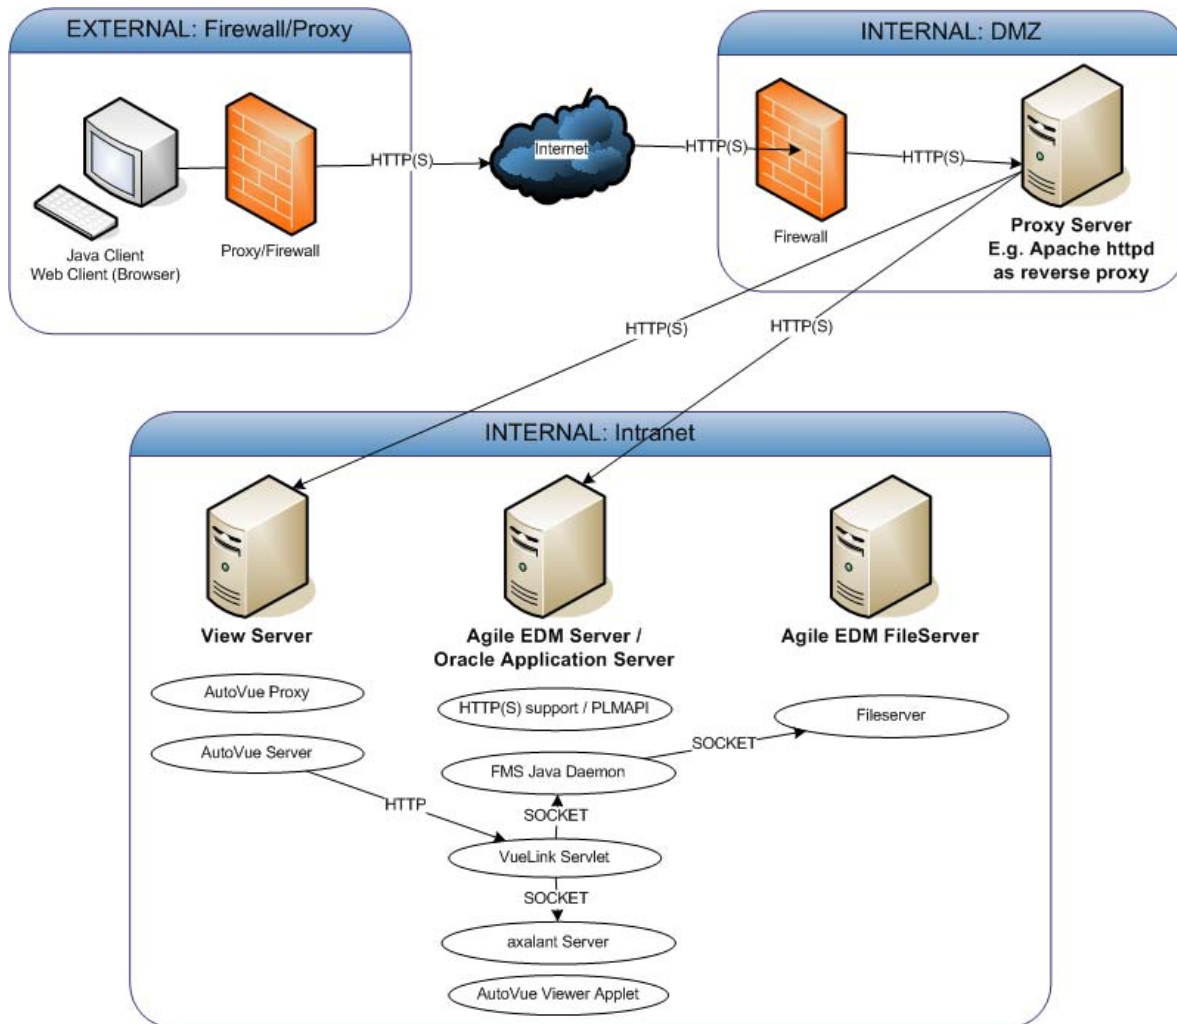 EXTERNAL: Firewall/Proxy
INTERNAL: DMZ
HTTP(S)
Internet
HTTP(S)
HTTP(S)
Java Client
Web Client (Browser)
Proxy/Firewall
Firewall
Proxy Server
E.g. Apache httpd
as reverse proxy
HTTP(S)
HTTP(S)
INTERNAL: Intranet
View Server
Agile EDM Server /
Oracle Application Server
Agile EDM FileServer
AutoVue Proxy
HTTP(S) support / PLMAPI
Fileserver
AutoVue Server
SOCKET
FMS Java Daemon
HTTP
SOCKET
VueLink Servlet
SOCKET
axalant Server
AutoVue Viewer Applet